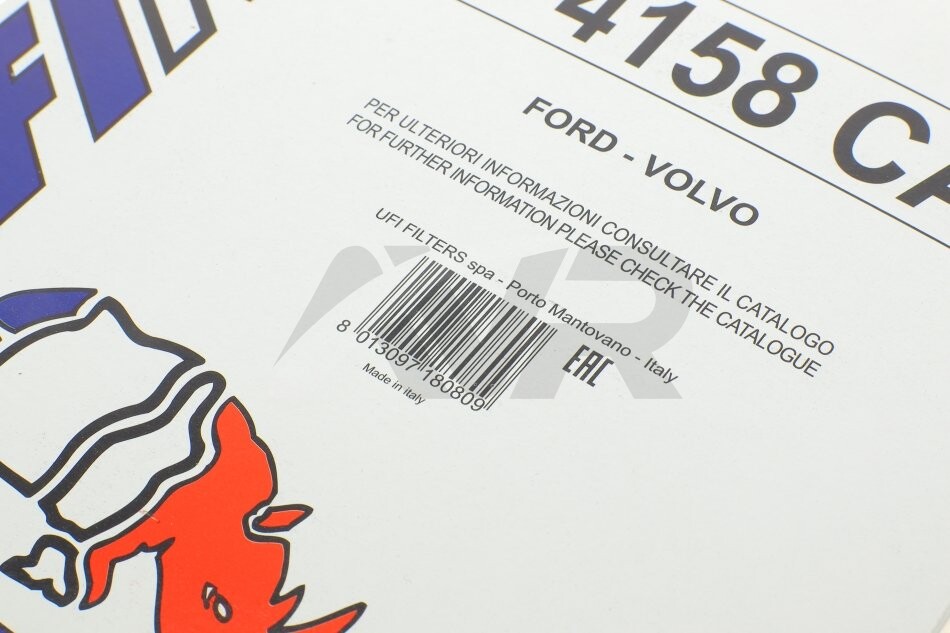 4158 CA
FORD - VOLVO
PER ULTERIORI INFORMAZIONI CONSULTARE IL CATALOGO
FOR FURTHER INFORMATION PLEASE CHECK THE CATALOGUE
UFI FILTERS spa - Porto Mantovano - Italy
8 013097 180809
EAC
Made in italy